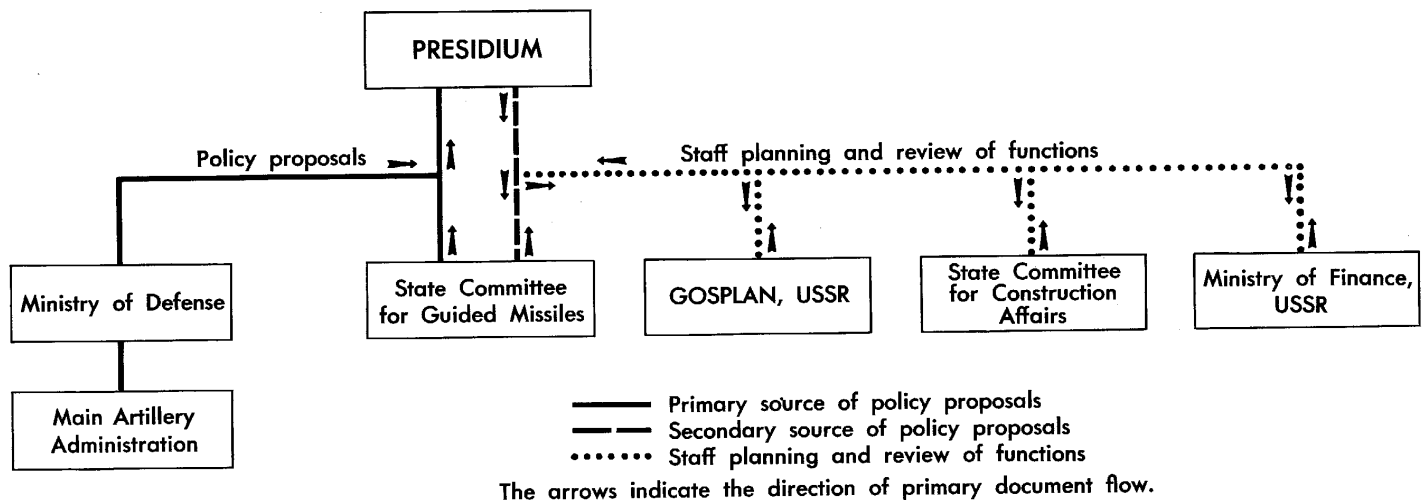 PRESIDIUM
Policy proposals
Staff planning and review of functions
Ministry of Defense
State Committee
for Guided Missiles
GOSPLAN, USSR
State Committee
for Construction
Affairs
Ministry of Finance,
USSR
Main Artillery
Administration
Primary source of policy proposals
Secondary source of policy proposals
Staff planning and review of functions
The arrows indicate the direction of primary document flow.